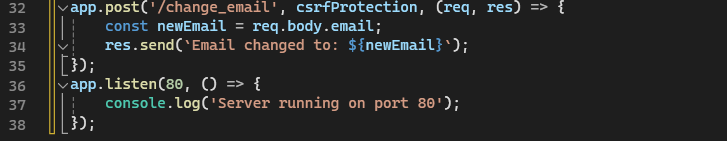 32 app.post('/change_email', csrfProtection, (req, res) => {
33 const newEmail = req.body.email;
34 res.send(`Email changed to: ${newEmail}`);
35 });
36 app.listen(80, () => {
37 console.log('Server running on port 80');
38 });